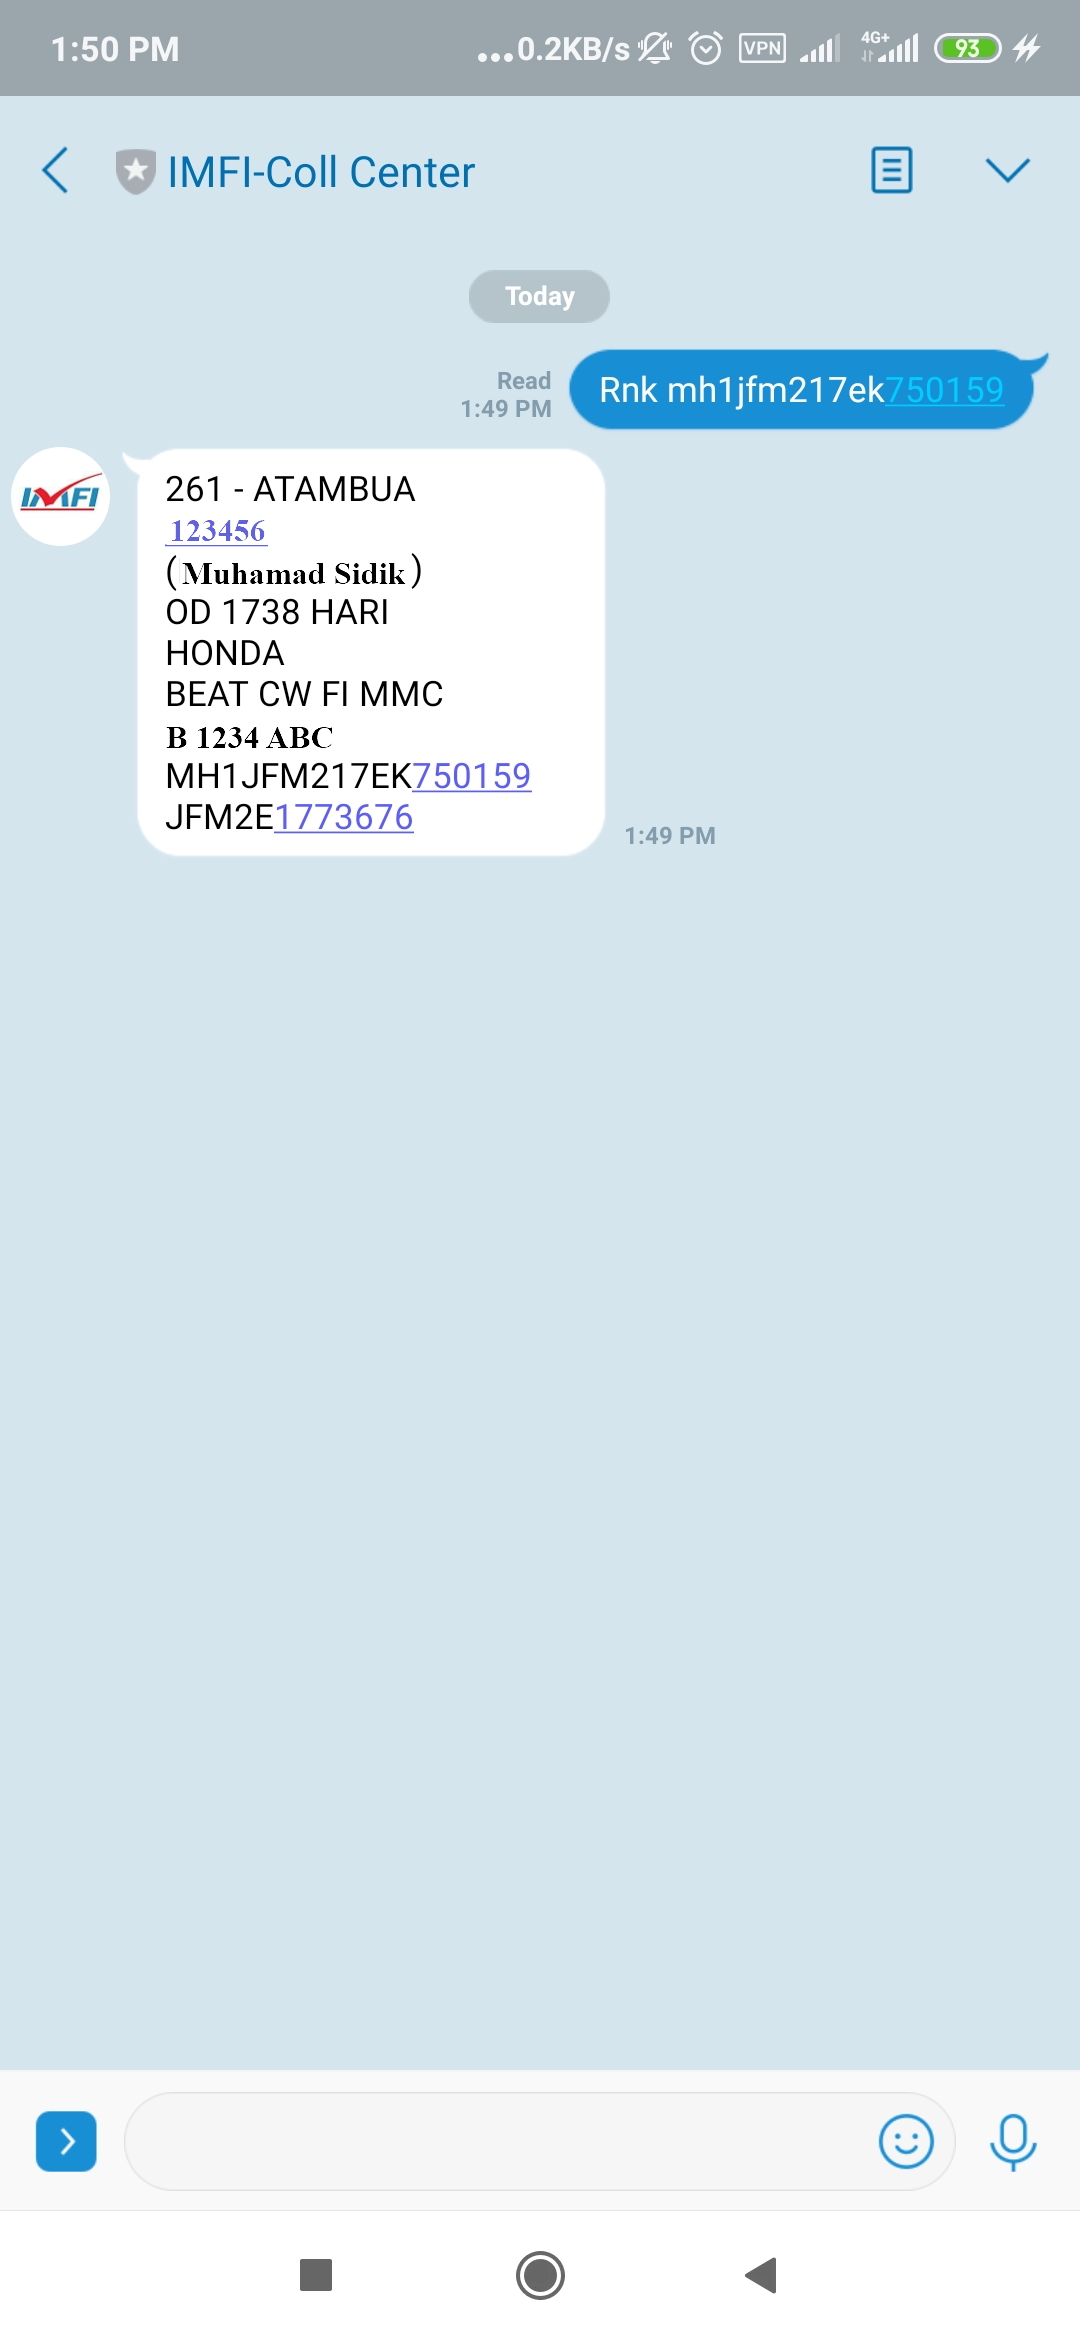 1:50 PM
...0.2KB/s VPN 4G+ 93
IMFI-Coll Center
Today
Read
1:49 PM
Rnk mh1jfm217ek750159
IMFI
261 - ATAMBUA
123456
(Muhamad Sidik)
OD 1738 HARI
HONDA
BEAT CW FI MMC
B 1234 ABC
MH1JFM217EK750159
JFM2E1773676
1:49 PM